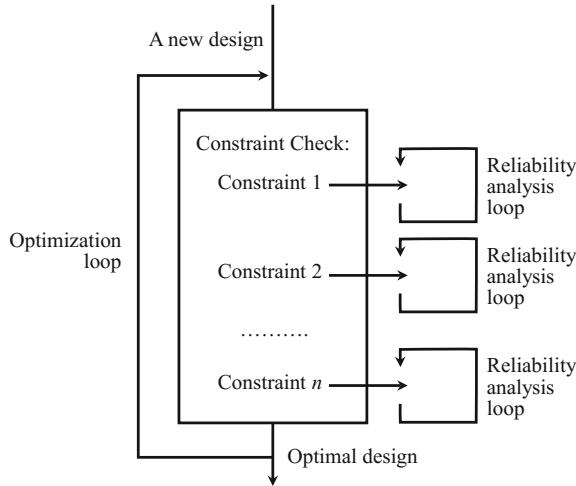 A new design
Constraint Check:
Constraint 1
Reliability
analysis
loop
Optimization
loop
Constraint 2
Reliability
analysis
loop
..........
Constraint n
Reliability
analysis
loop
Optimal design